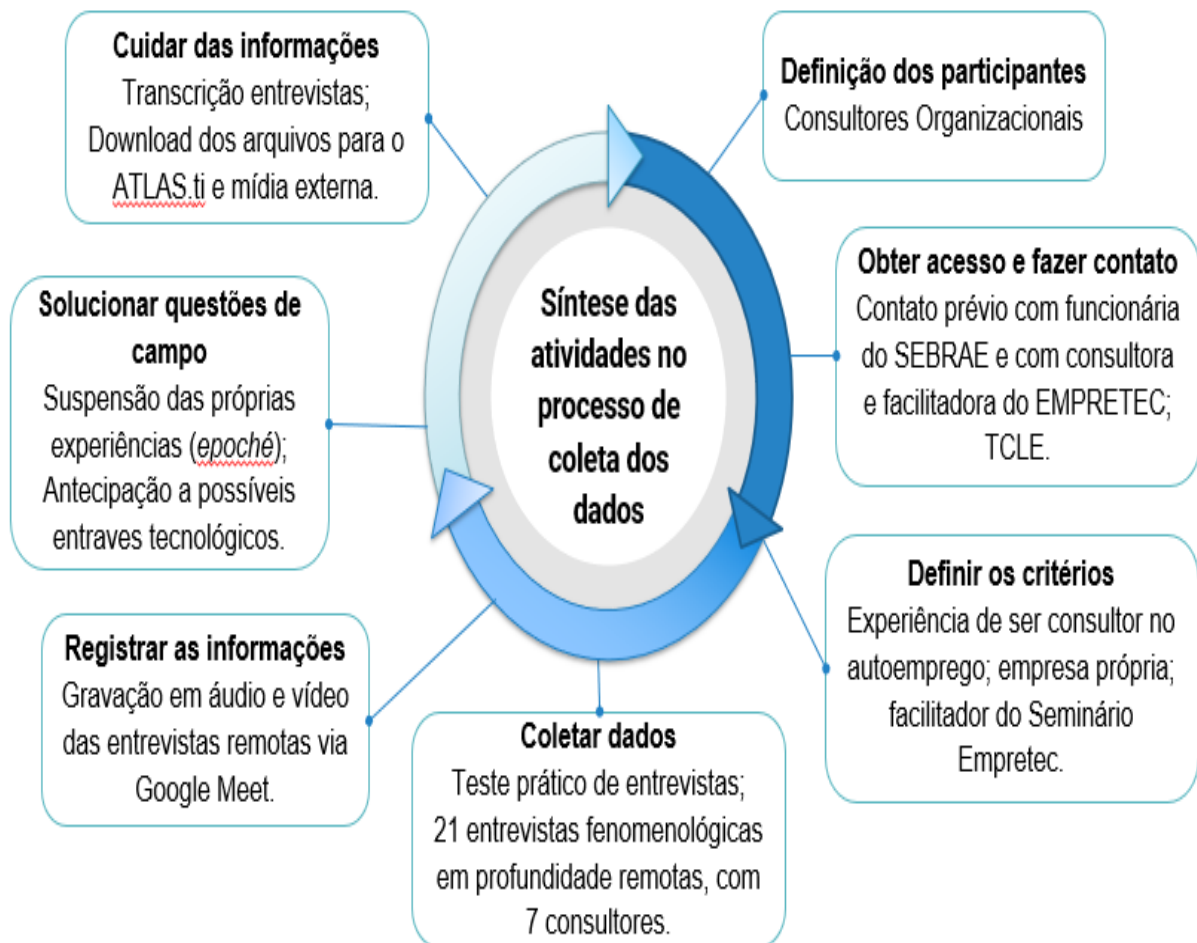 Síntese das
atividades no
processo de
coleta dos
dados
Definição dos participantes
Consultores Organizacionais
Obter acesso e fazer contato
Contato prévio com funcionária
do SEBRAE e com consultora
e facilitadora do EMPRETEC;
TCLE.
Definir os critérios
Experiência de ser consultor no
autoemprego; empresa própria;
facilitador do Seminário
Empretec.
Coletar dados
Teste prático de entrevistas;
21 entrevistas fenomenológicas
em profundidade remotas, com
7 consultores.
Registrar as informações
Gravação em áudio e vídeo
das entrevistas remotas via
Google Meet.
Solucionar questões de
campo
Suspensão das próprias
experiências (epoché);
Antecipação a possíveis
entraves tecnológicos.
Cuidar das informações
Transcrição entrevistas;
Download dos arquivos para o
ATLAS.ti e mídia externa.